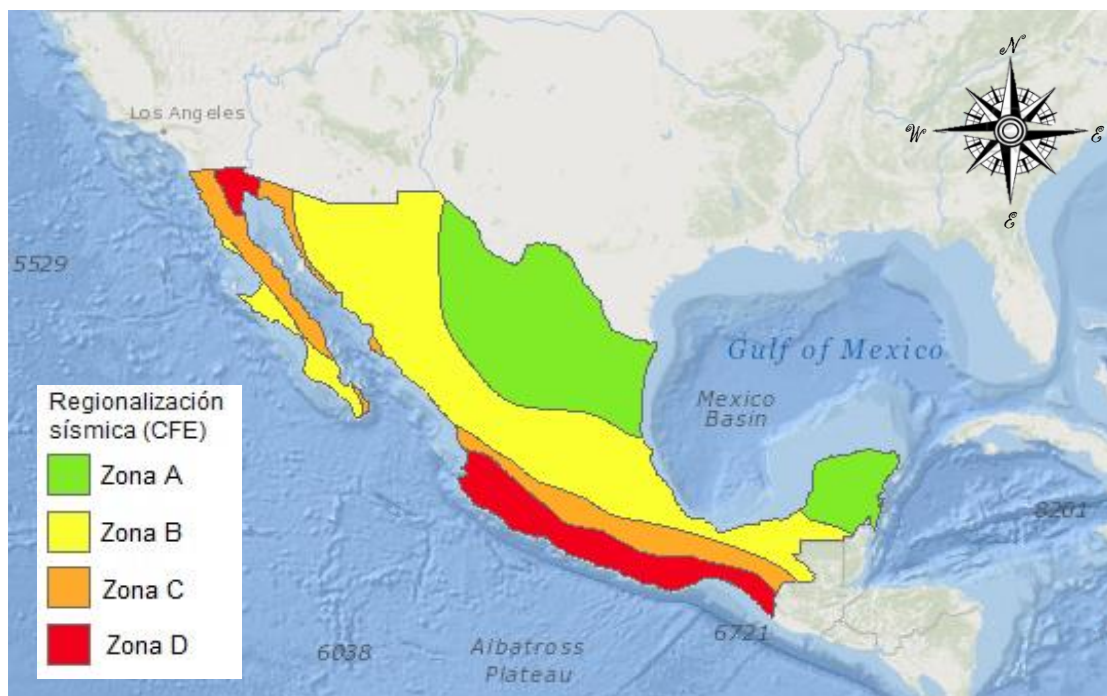 N
Los Angeles
W
E
E
5529
Gulf of Mexico
Mexico
Basin
Regionalización
sísmica (CFE)
Zona A
Zona B
Zona C
Zona D
8201
6721
6038
Albatross
Plateau